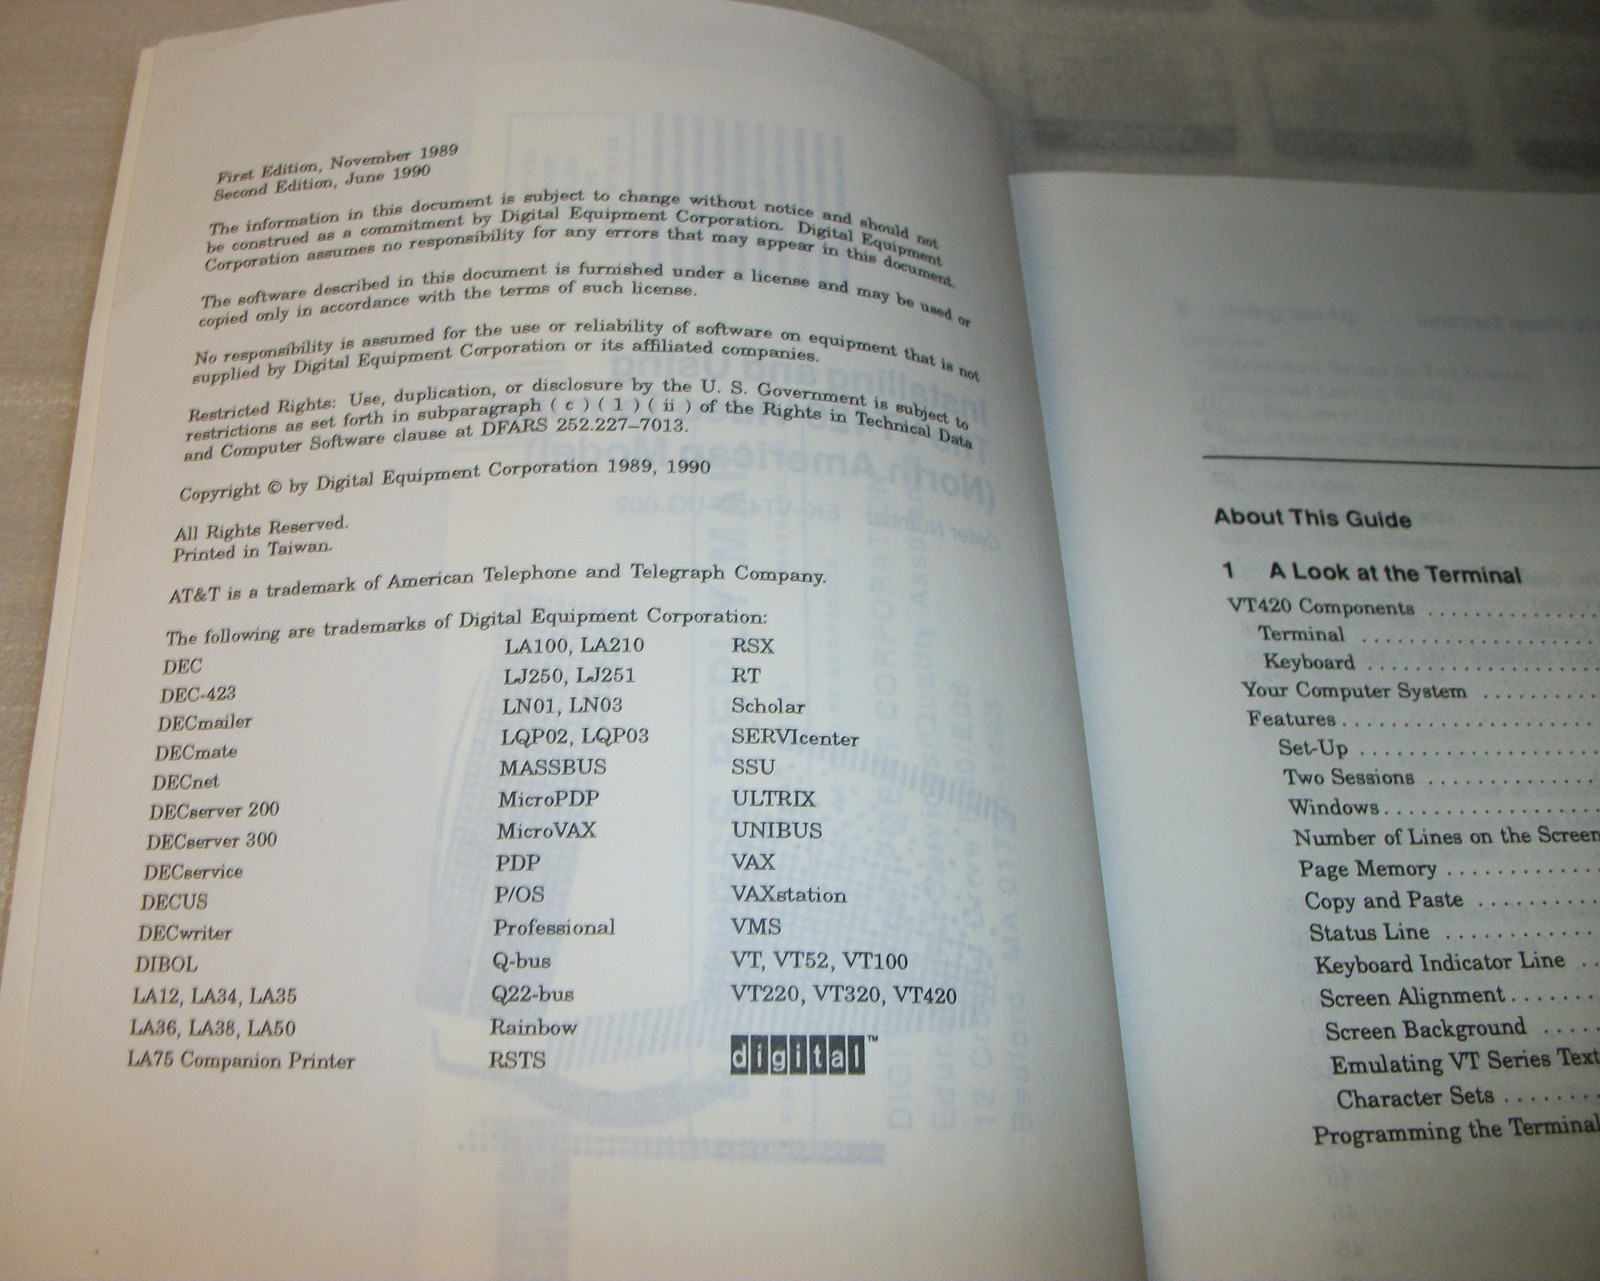 First Edition, November 1989
Second Edition, June 1990
The information in this document is subject to change without notice and should not
be construed as a commitment by Digital Equipment Corporation. Digital Equipment
Corporation assumes no responsibility for any errors that may appear in this document.
The software described in this document is furnished under a license and may be used or
copied only in accordance with the terms of such license.
No responsibility is assumed for the use or reliability of software on equipment that is not
supplied by Digital Equipment Corporation or its affiliated companies.
Restricted Rights: Use, duplication, or disclosure by the U. S. Government is subject to
restrictions as set forth in subparagraph ( c ) ( 1 ) ( ii ) of the Rights in Technical Data
and Computer Software clause at DFARS 252.227–7013.
Copyright © by Digital Equipment Corporation 1989, 1990
All Rights Reserved.
Printed in Taiwan.
AT&T is a trademark of American Telephone and Telegraph Company.
The following are trademarks of Digital Equipment Corporation:
DEC
DEC-423
DECmailer
DECmate
DECnet
DECserver 200
DECserver 300
DECservice
DECUS
DECwriter
DIBOL
LA12, LA34, LA35
LA36, LA38, LA50
LA75 Companion Printer
LA100, LA210
LJ250, LJ251
LN01, LN03
LQP02, LQP03
MASSBUS
MicroPDP
MicroVAX
PDP
P/OS
Professional
Q-bus
Q22-bus
Rainbow
RSTS
RSX
RT
Scholar
SERVIcenter
SSU
ULTRIX
UNIBUS
VAX
VAXstation
VMS
VT, VT52, VT100
VT220, VT320, VT420
digital™
About This Guide
1 A Look at the Terminal
VT420 Components
Terminal
Keyboard
Your Computer System
Features
Set-Up
Two Sessions
Windows
Number of Lines on the Screen
Page Memory
Copy and Paste
Status Line
Keyboard Indicator Line
Screen Alignment
Screen Background
Emulating VT Series Text
Character Sets
Programming the Terminal